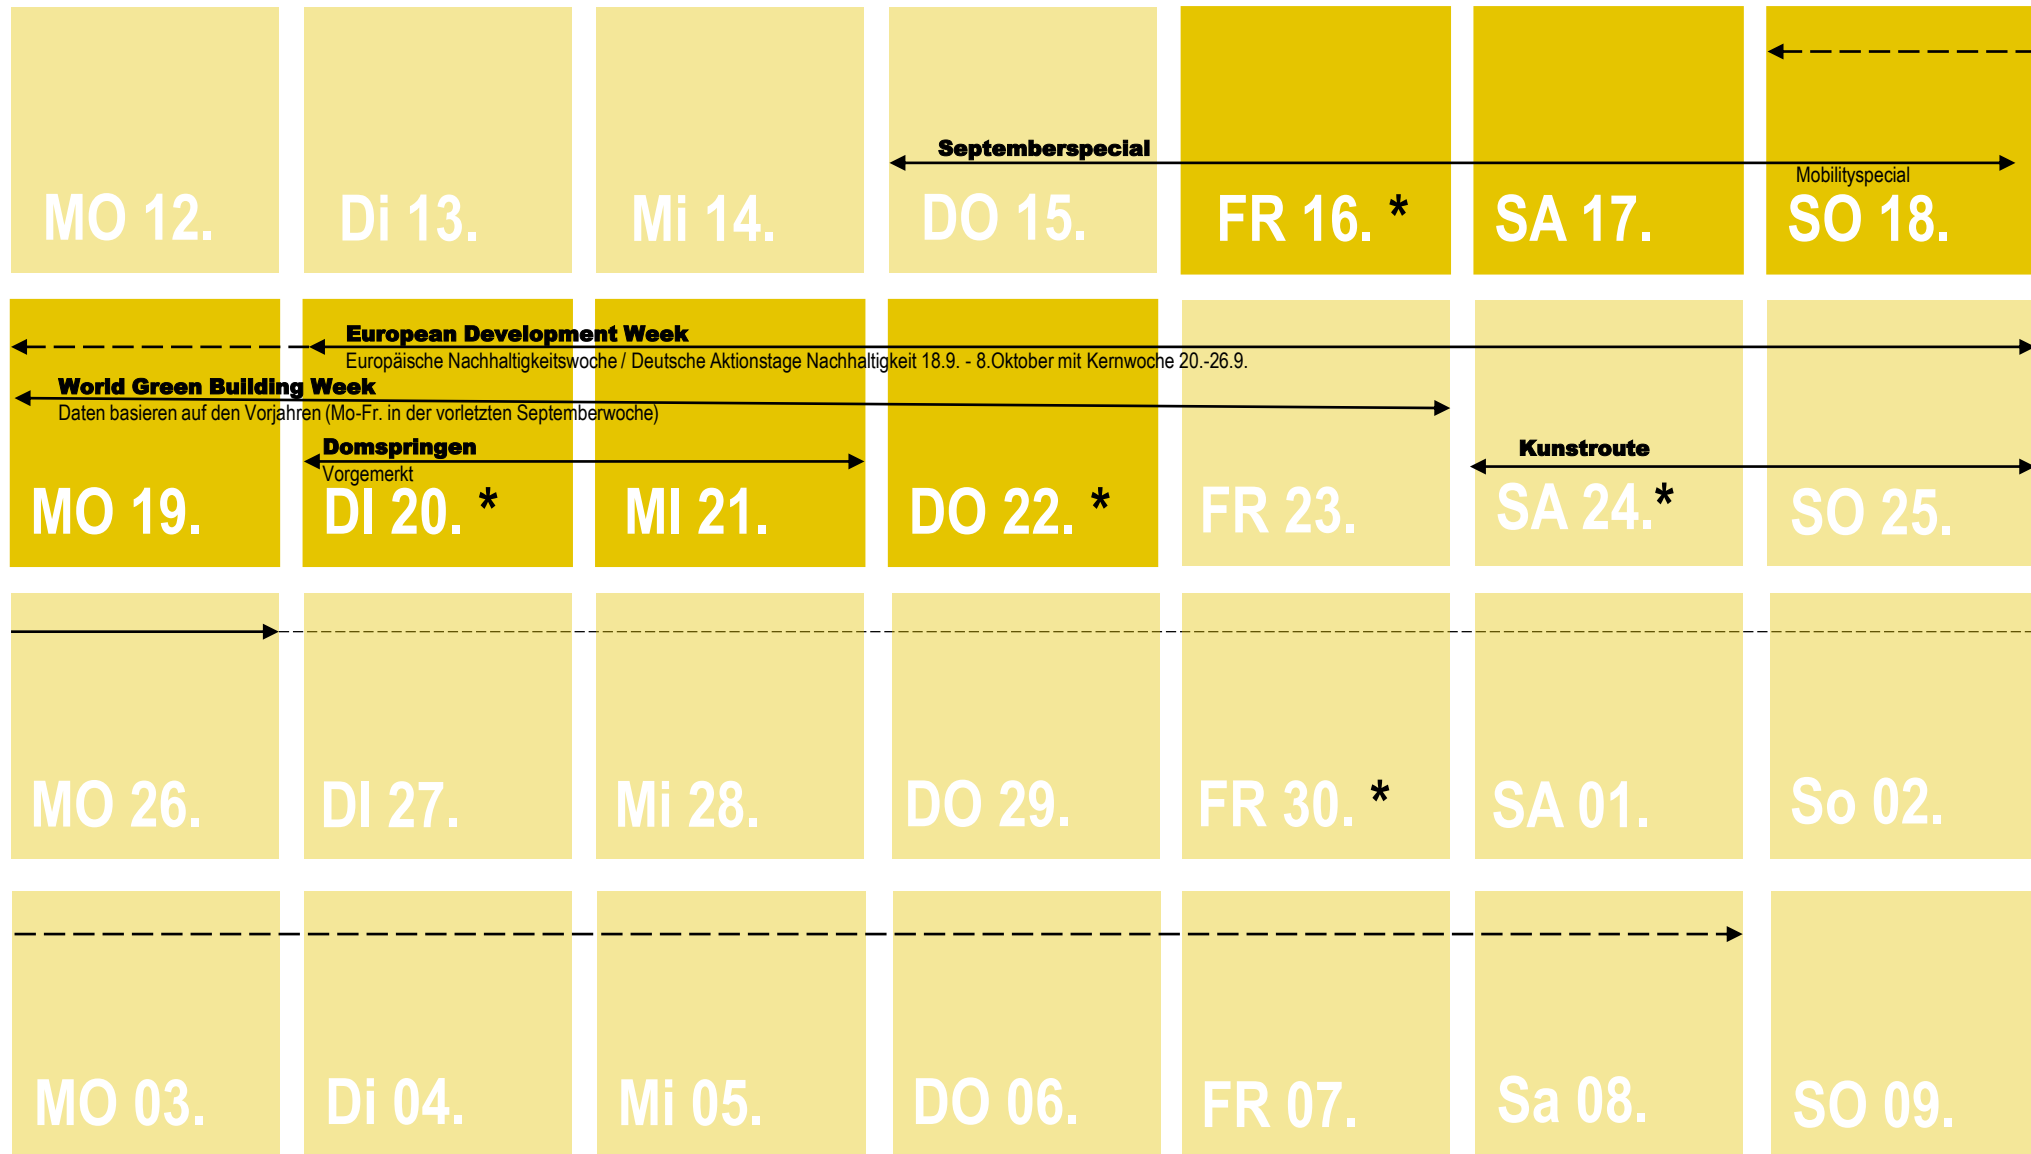 Septemberspecial
Mobilityspecial
MO 12.
Di 13.
Mi 14.
DO 15.
FR 16. *
SA 17.
SO 18.
European Development Week
Europäische Nachhaltigkeitswoche / Deutsche Aktionstage Nachhaltigkeit 18.9. - 8.Oktober mit Kernwoche 20.-26.9.
World Green Building Week
Daten basieren auf den Vorjahren (Mo-Fr. in der vorletzten Septemberwoche)
Domspringen
Vorgemerkt
Kunstroute
MO 19.
DI 20. *
MI 21.
DO 22. *
FR 23.
SA 24.*
SO 25.
MO 26.
DI 27.
Mi 28.
DO 29.
FR 30. *
SA 01.
So 02.
MO 03.
Di 04.
Mi 05.
DO 06.
FR 07.
Sa 08.
SO 09.